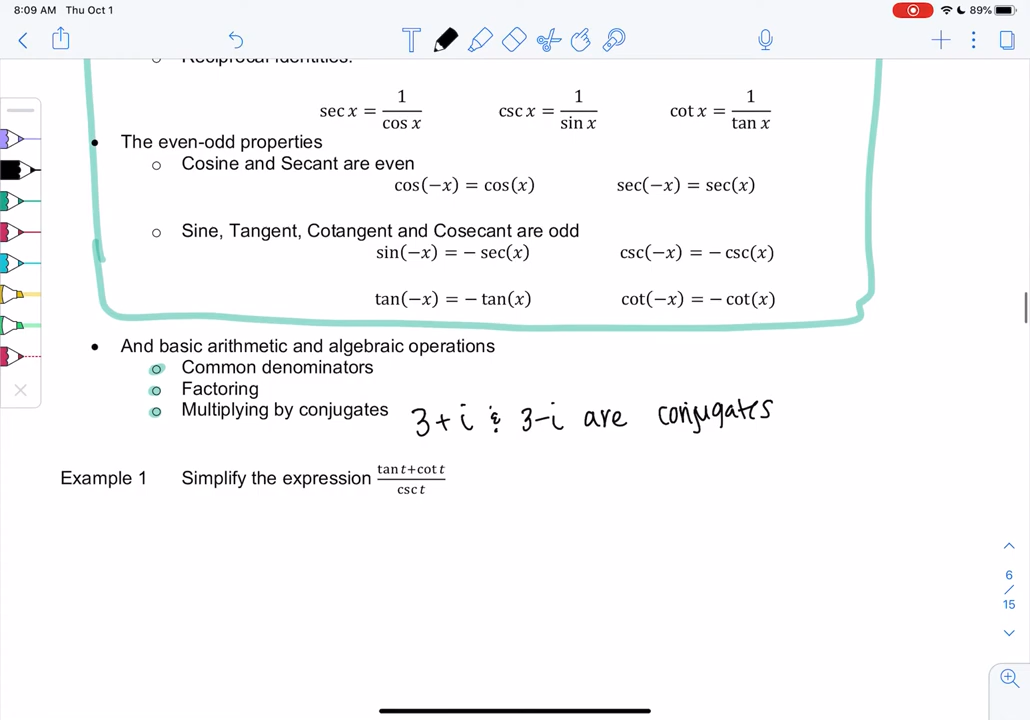 8:09 AM Thu Oct 1
89%
Reciprocal Identities:
sec x = 1/cos x csc x = 1/sin x cot x = 1/tan x
• The even-odd properties
○ Cosine and Secant are even
cos(−x) = cos(x) sec(−x) = sec(x)
○ Sine, Tangent, Cotangent and Cosecant are odd
sin(−x) = − sec(x) csc(−x) = − csc(x)
tan(−x) = − tan(x) cot(−x) = − cot(x)
• And basic arithmetic and algebraic operations
○ Common denominators
○ Factoring
○ Multiplying by conjugates 3+i & 3−i are conjugates
Example 1 Simplify the expression tan t+cot t/csc t
6
/
15